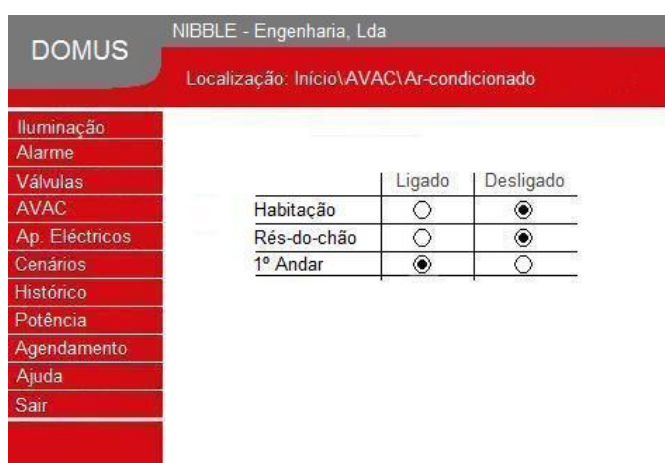 DOMUS
NIBBLE - Engenharia, Lda
Localização: Início\AVAC\Ar-condicionado
Iluminação
Alarme
Válvulas
AVAC
Ap. Eléctricos
Cenários
Histórico
Potência
Agendamento
Ajuda
Sair
Ligado Desligado
Habitação
Rés-do-chão
1º Andar